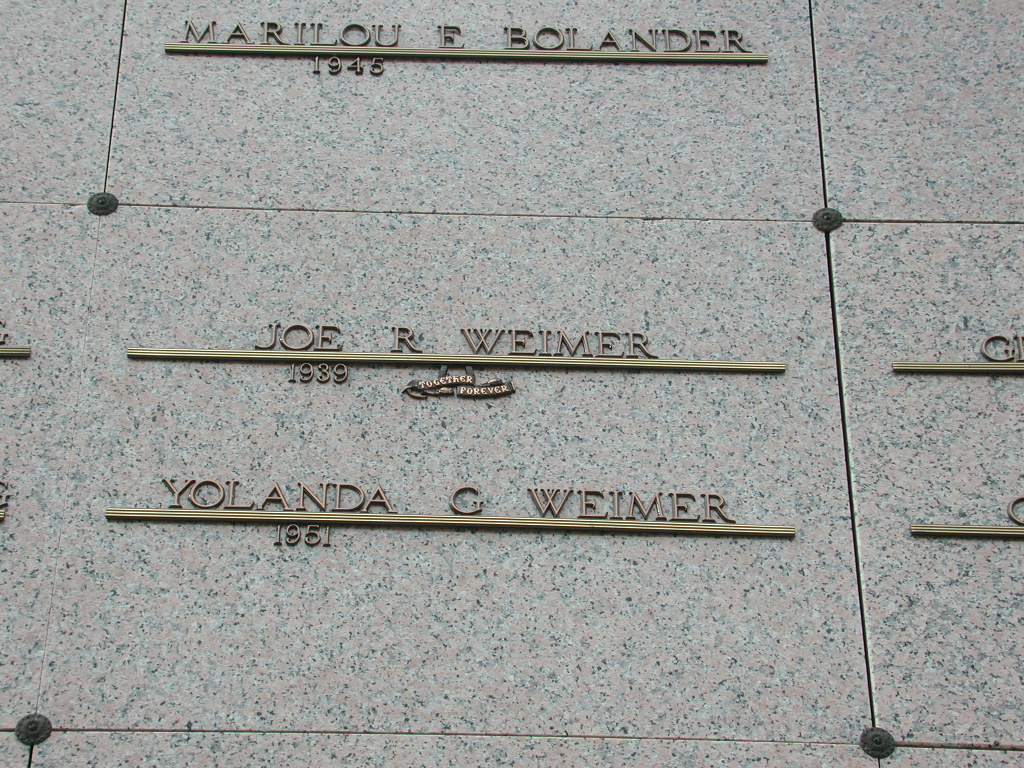 MARILOU E BOLANDER
1945
JOE R WEIMER
1939
TOGETHER
FOREVER
YOLANDA G WEIMER
1951